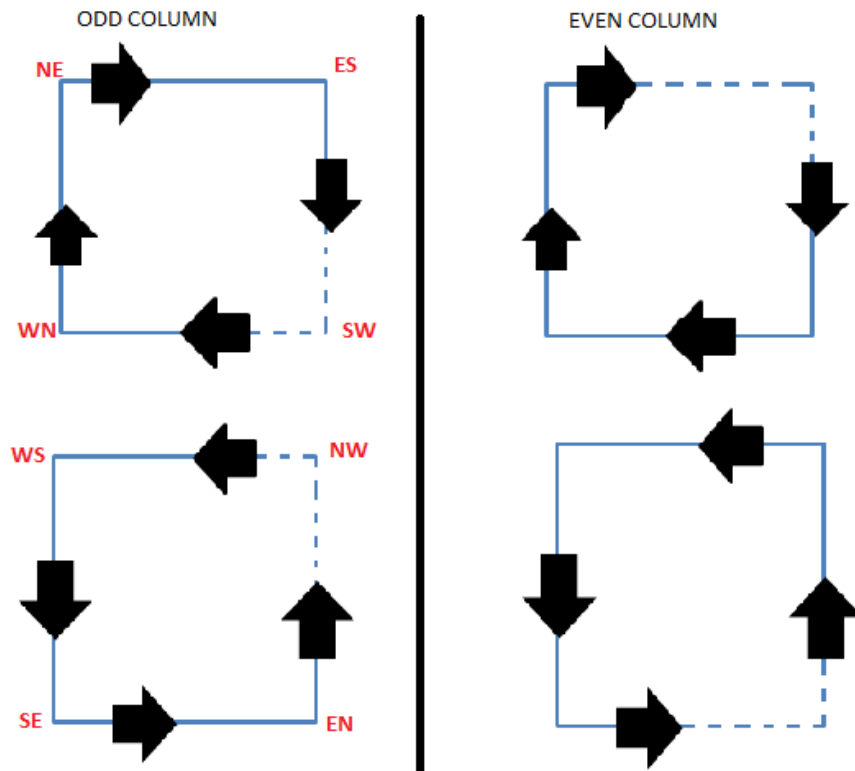 ODD COLUMN
EVEN COLUMN
NE
ES
WN
SW
WS
NW
SE
EN